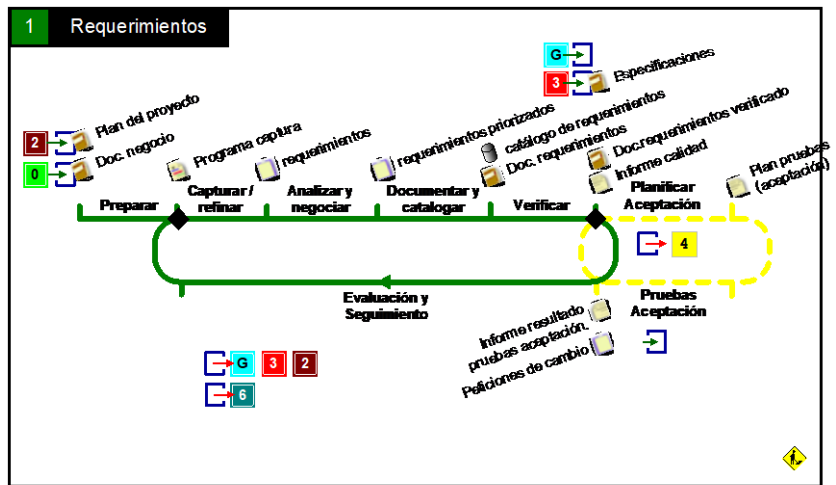 1 Requerimientos
G
3 Especificaciones
2 Plan del proyecto
0 Doc. negocio
Programa captura
requerimientos
requerimientos priorizados
catálogo de requerimientos
Doc. requerimientos
Doc.requerimientos verificado
Informe calidad
Plan pruebas
(aceptación)
Preparar
Capturar /
refinar
Analizar y
negociar
Documentar y
catalogar
Verificar
Planificar
Aceptación
4
Evaluación y
Seguimiento
Pruebas
Aceptación
Informe resultado
pruebas aceptación.
Peticiones de cambio
G 3 2
6